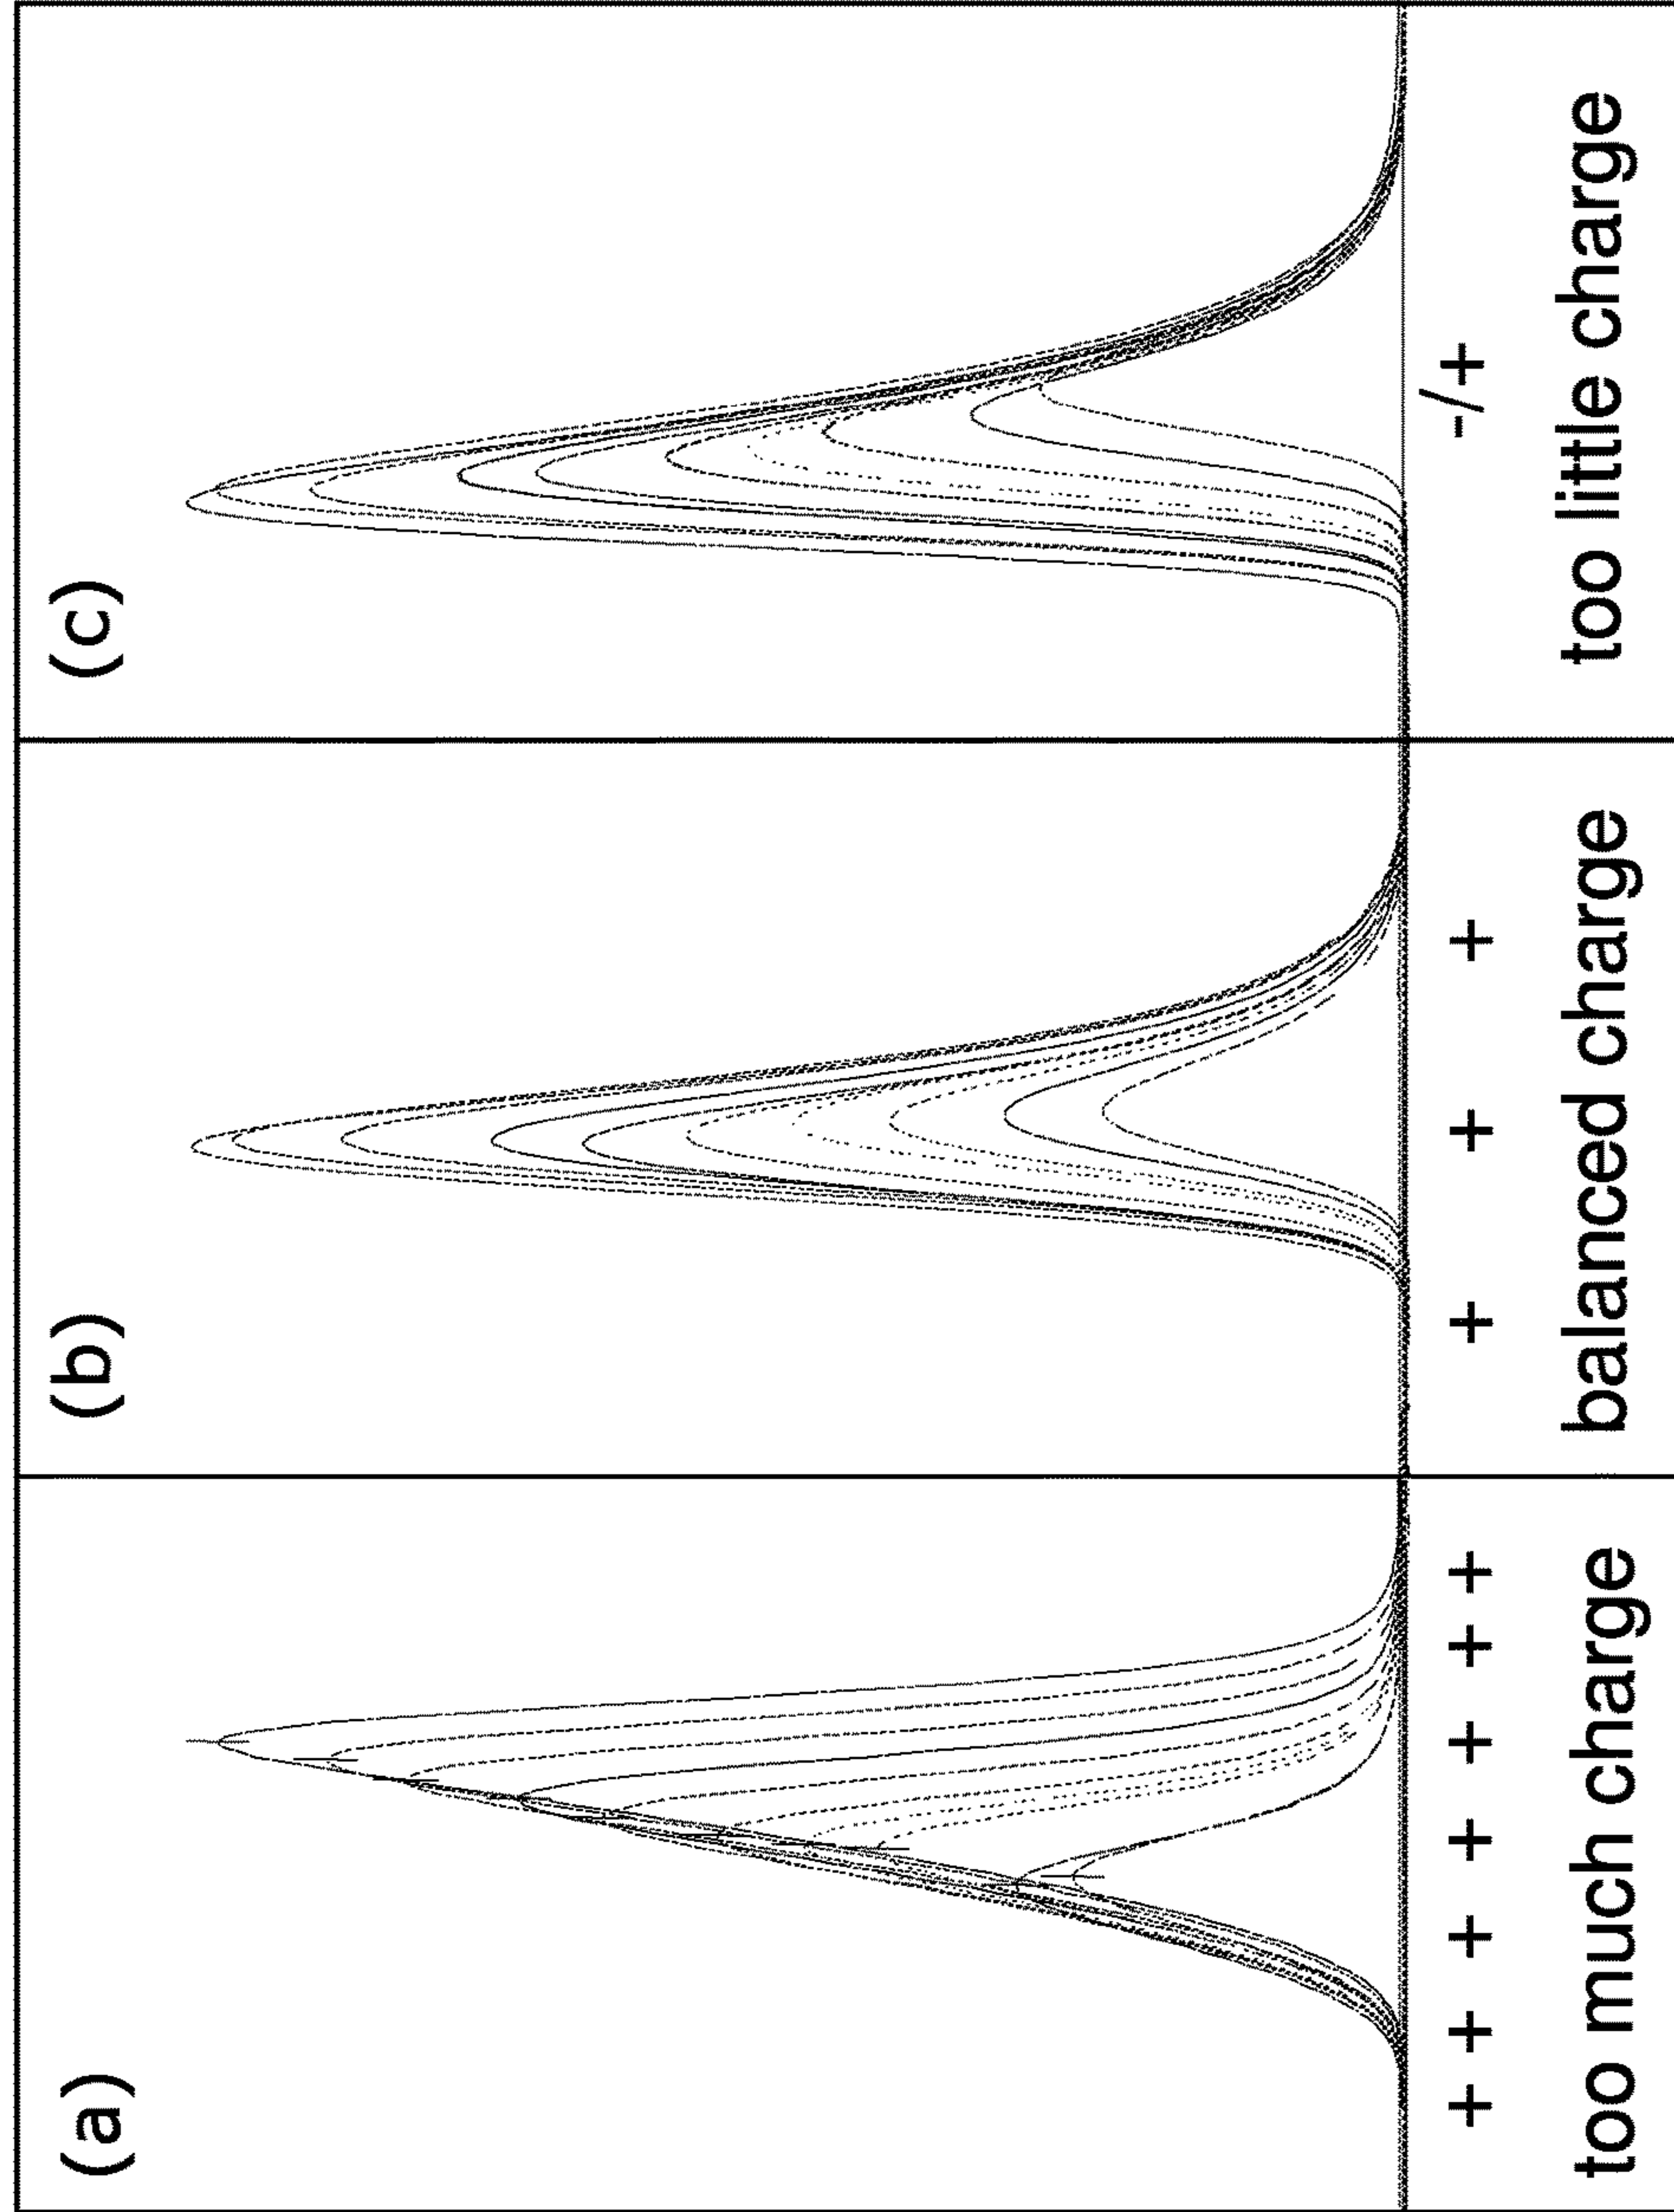 (a)
(b)
(c)
+ + + + + + +
+ + +
-/+
too much charge
balanced charge
too little charge